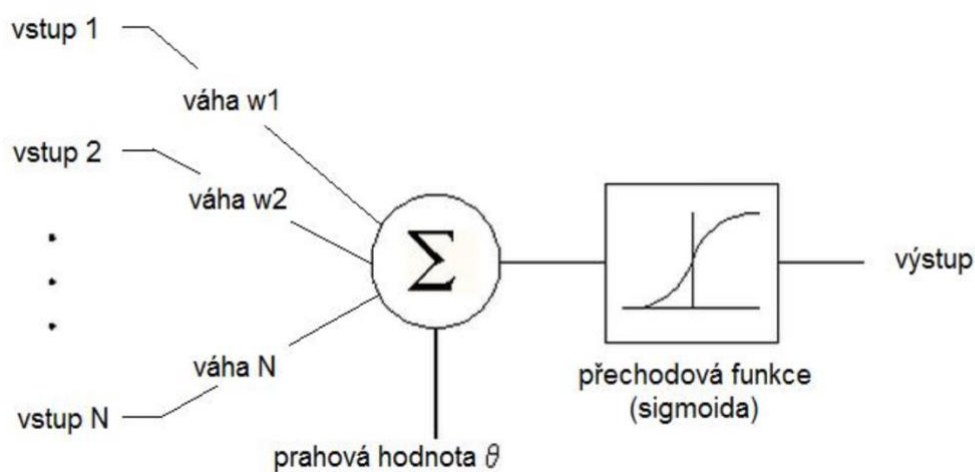 vstup 1
váha w1
vstup 2
váha w2
Σ
výstup
váha N
přechodová funkce
(sigmoida)
vstup N
prahová hodnota θ